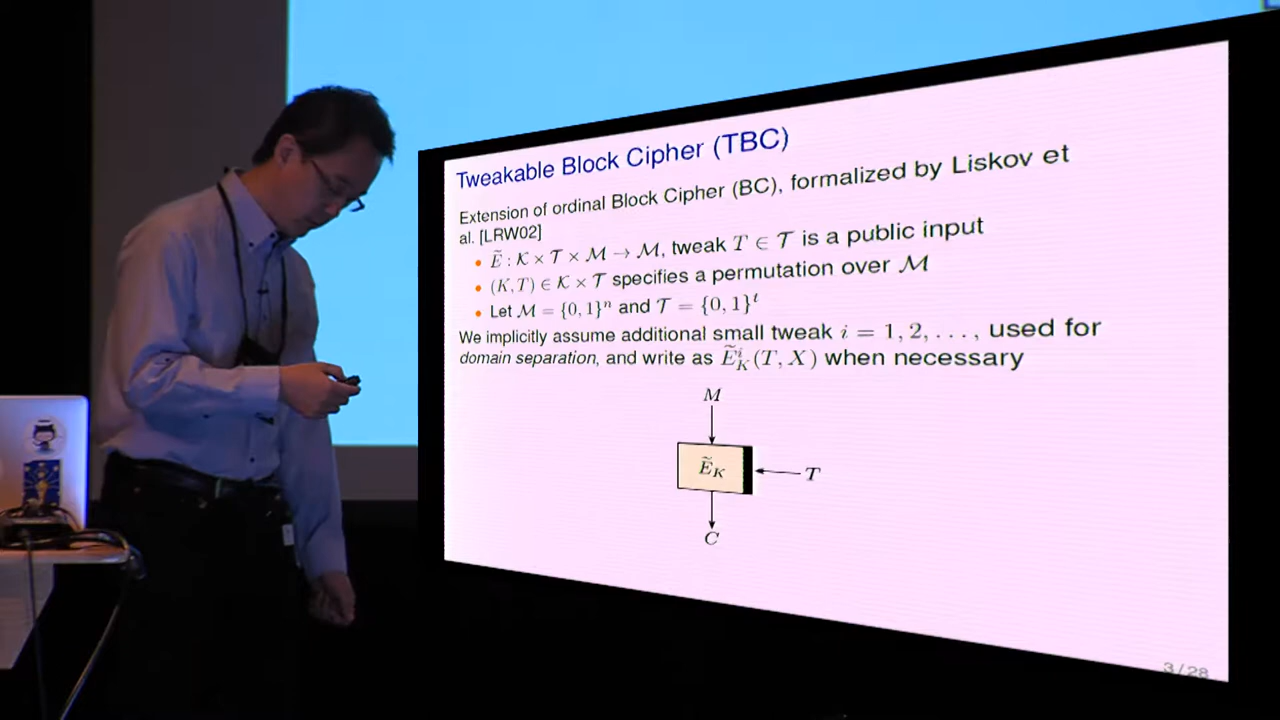 Tweakable Block Cipher (TBC)
Extension of ordinal Block Cipher (BC), formalized by Liskov et
al. [LRW02]
• Ẽ : 𝒦 × 𝒯 × ℳ → ℳ, tweak T ∈ 𝒯 is a public input
• (K, T) ∈ 𝒦 × 𝒯 specifies a permutation over ℳ
• Let ℳ = {0, 1}ⁿ and 𝒯 = {0, 1}ᵗ
We implicitly assume additional small tweak i = 1, 2, . . . , used for
domain separation, and write as Ẽ_K^i(T, X) when necessary
M
Ẽ_K
T
C
3/28